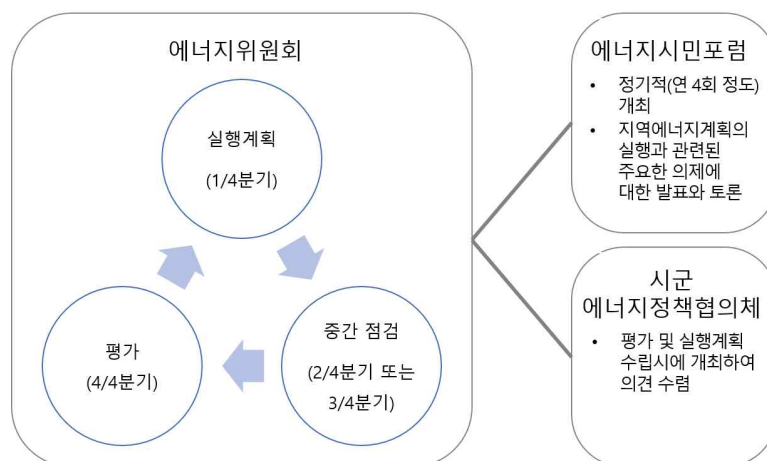 에너지위원회
실행계획
(1/4분기)
중간 점검
(2/4분기 또는
3/4분기)
평가
(4/4분기)
에너지시민포럼
• 정기적(연 4회 정도)
개최
• 지역에너지계획의
실행과 관련된
주요한 의제에
대한 발표와 토론
시군
에너지정책협의체
• 평가 및 실행계획
수립시에 개최하여
의견 수렴